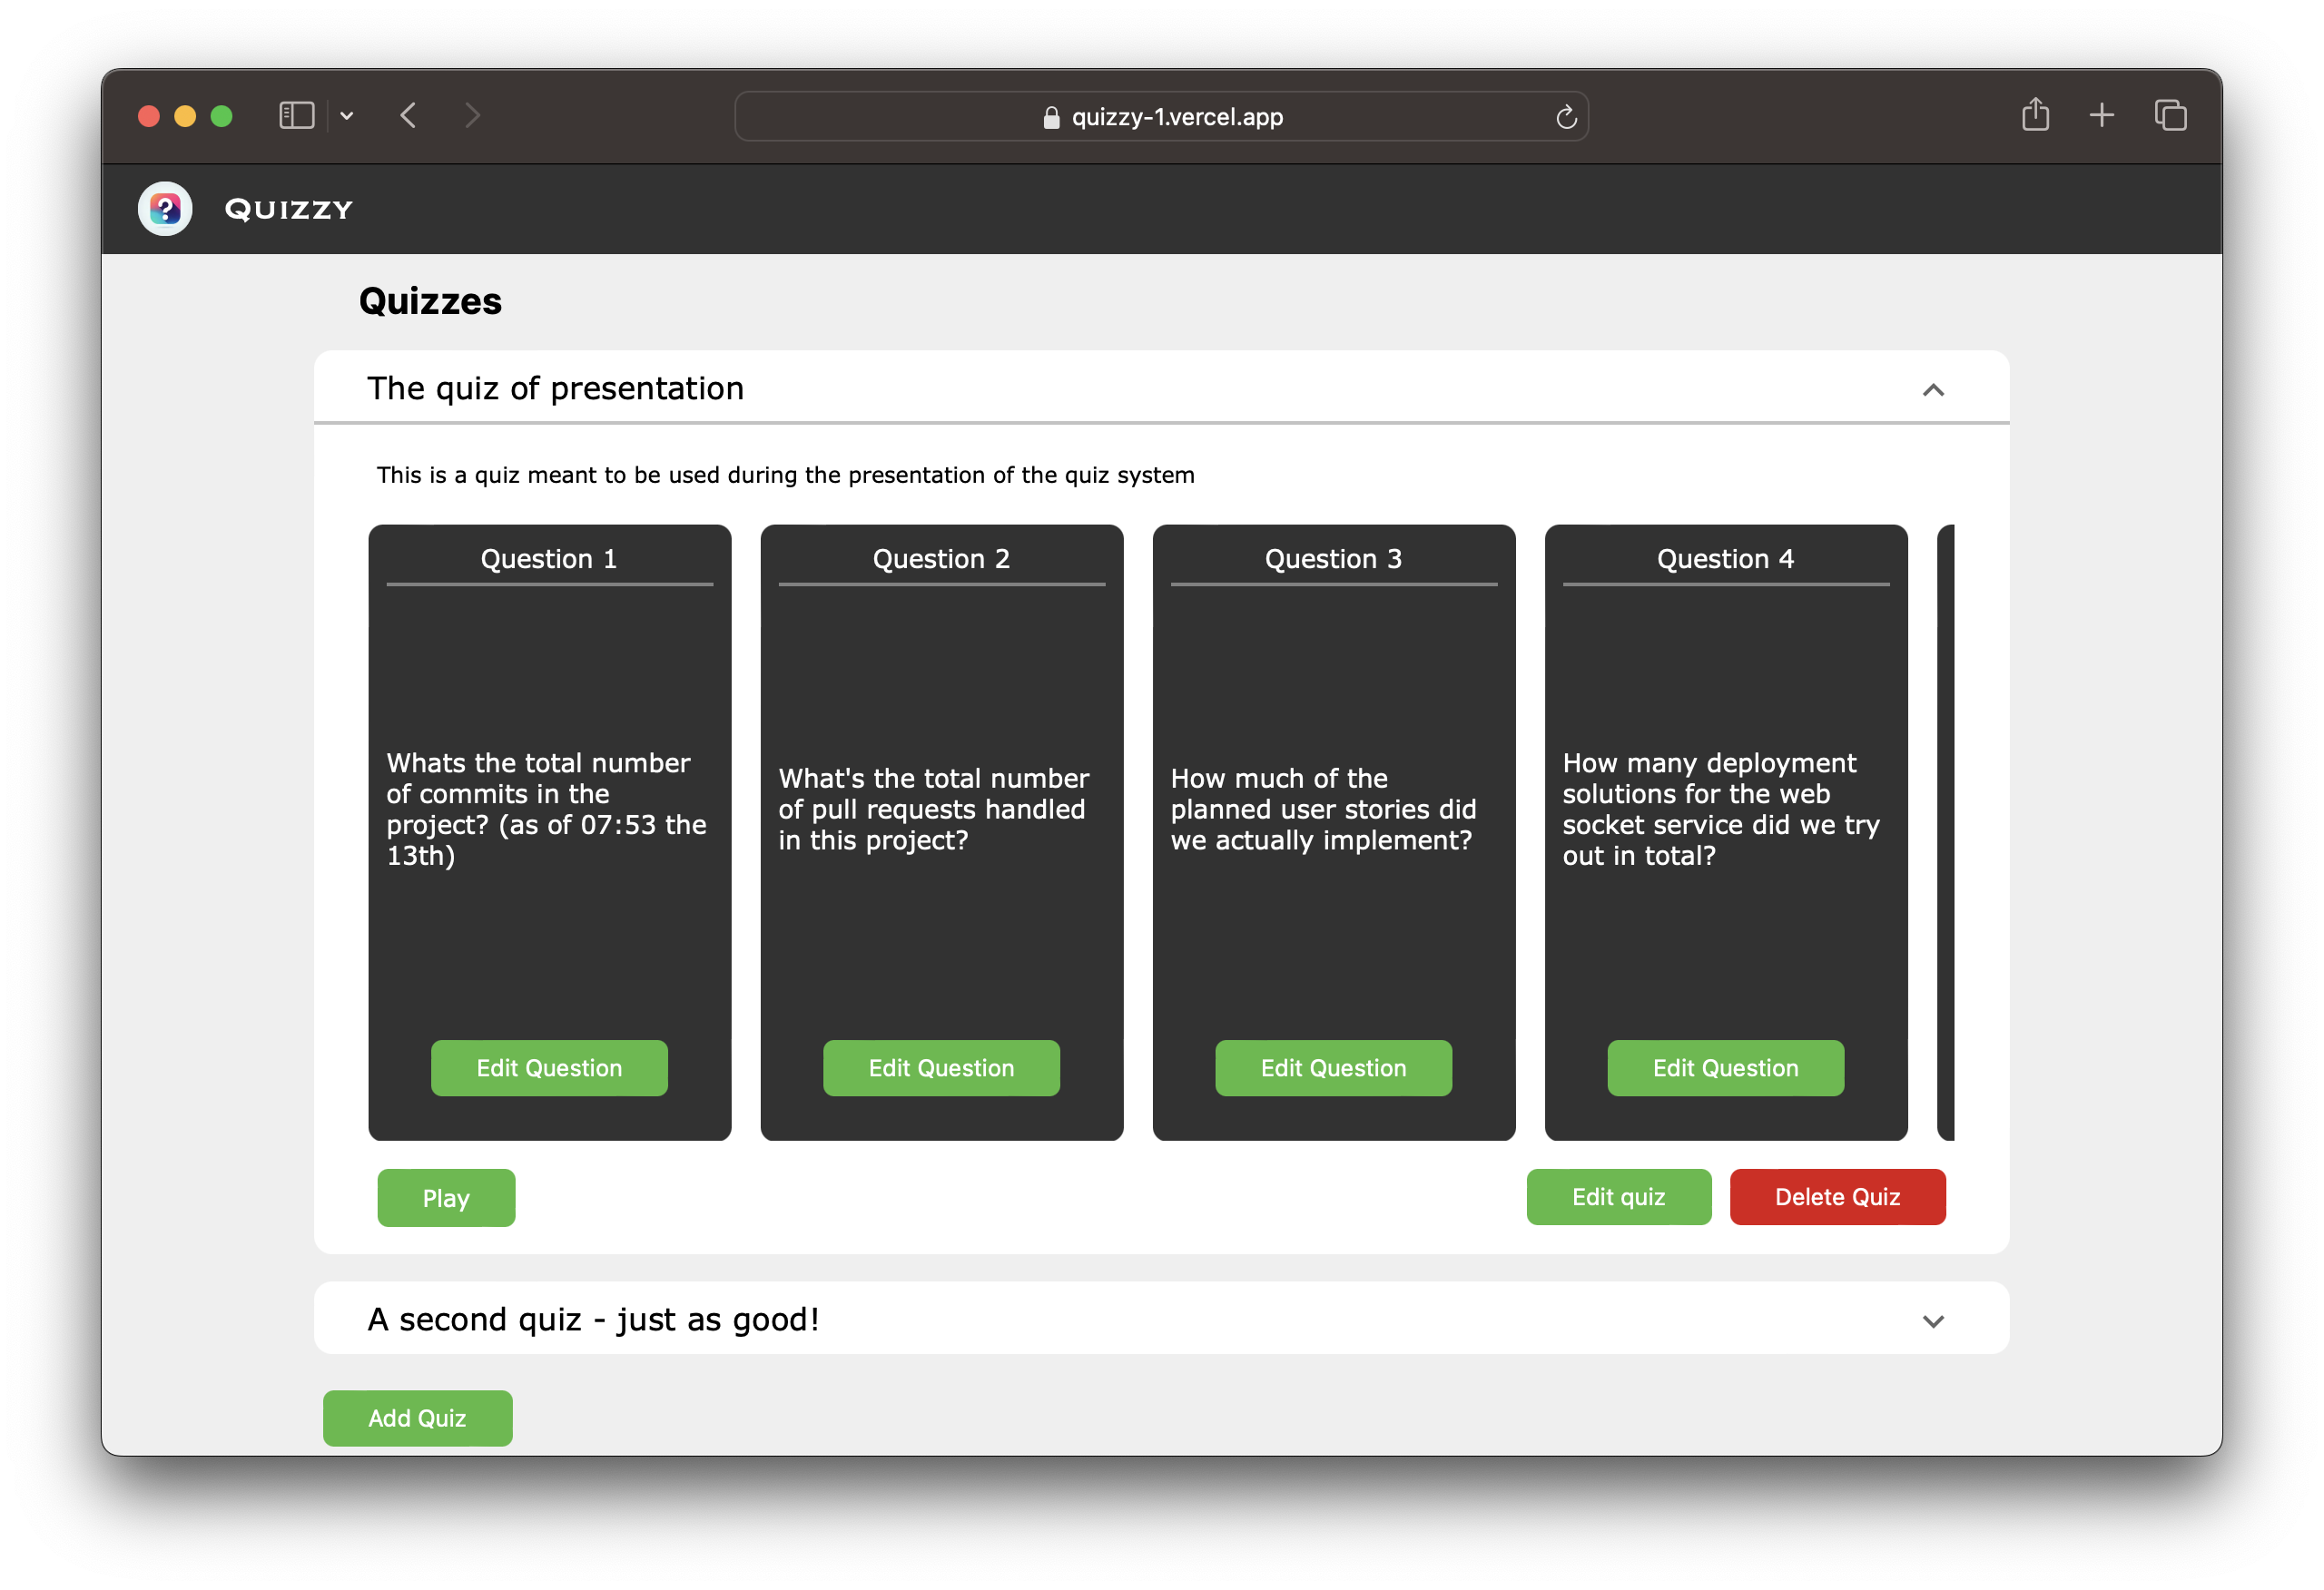 quizzy-1.vercel.app
?
QUIZZY
Quizzes
The quiz of presentation
This is a quiz meant to be used during the presentation of the quiz system
Question 1
Whats the total number
of commits in the
project? (as of 07:53 the
13th)
Edit Question
Question 2
What's the total number
of pull requests handled
in this project?
Edit Question
Question 3
How much of the
planned user stories did
we actually implement?
Edit Question
Question 4
How many deployment
solutions for the web
socket service did we try
out in total?
Edit Question
Play
Edit quiz
Delete Quiz
A second quiz - just as good!
Add Quiz